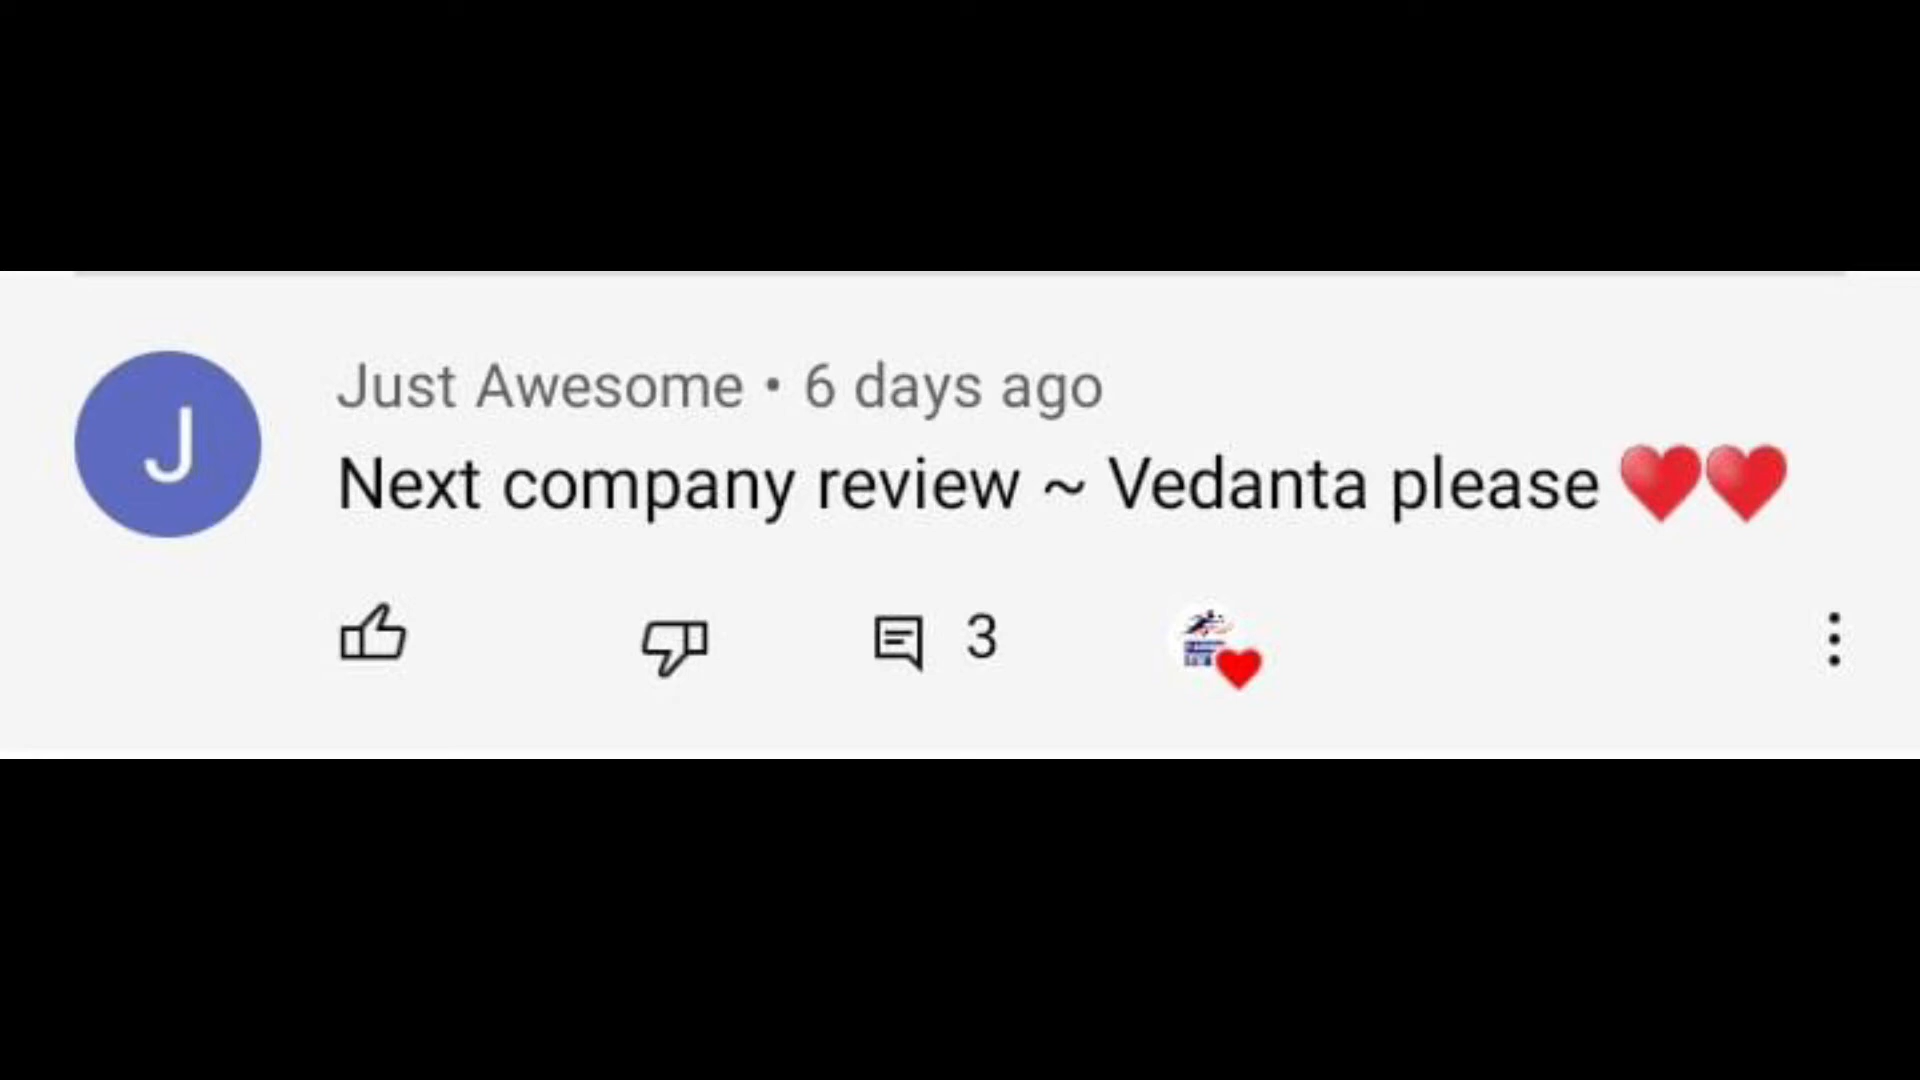 J
Just Awesome • 6 days ago
Next company review ~ Vedanta please ♥️♥️
3